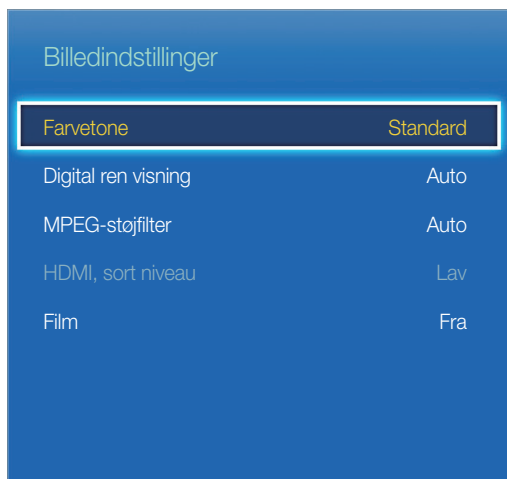 Billedindstillinger
Farvetone Standard
Digital ren visning Auto
MPEG-støjfilter Auto
HDMI, sort niveau Lav
Film Fra